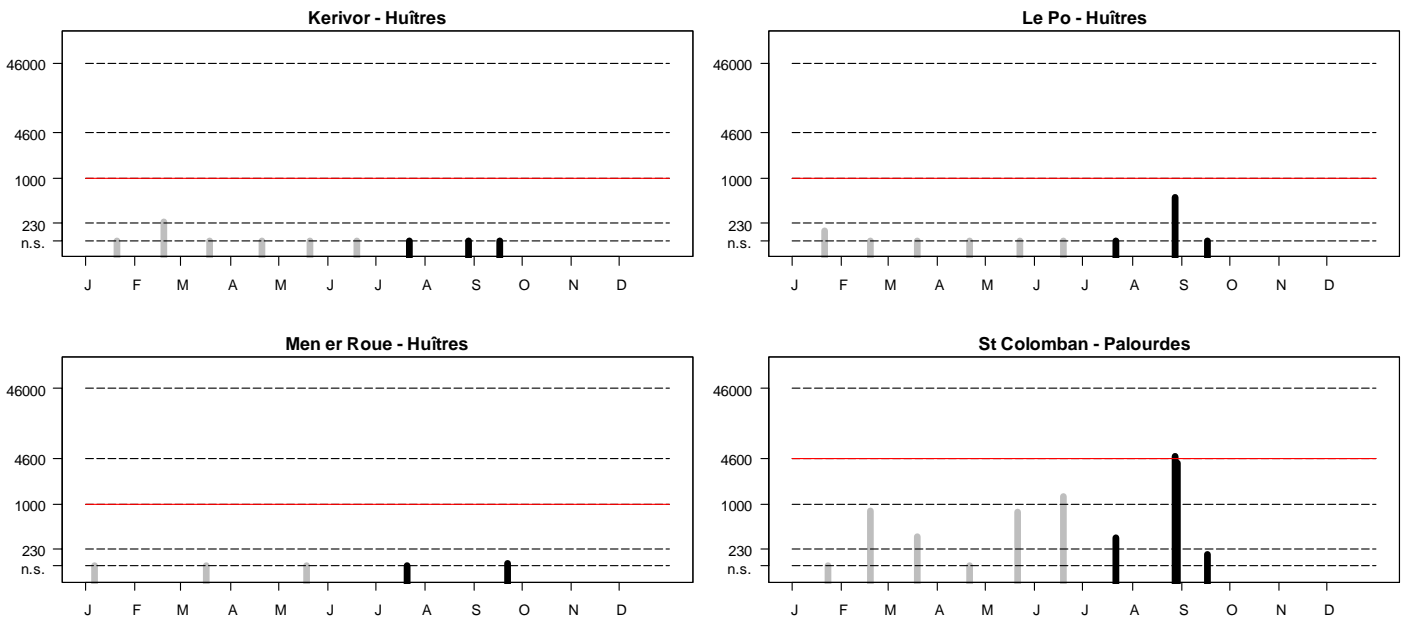 Kerivor - Huîtres
46000
4600
1000
230
n.s.
J F M A M J J A S O N D
Le Po - Huîtres
46000
4600
1000
230
n.s.
J F M A M J J A S O N D
Men er Roue - Huîtres
46000
4600
1000
230
n.s.
J F M A M J J A S O N D
St Colomban - Palourdes
46000
4600
1000
230
n.s.
J F M A M J J A S O N D